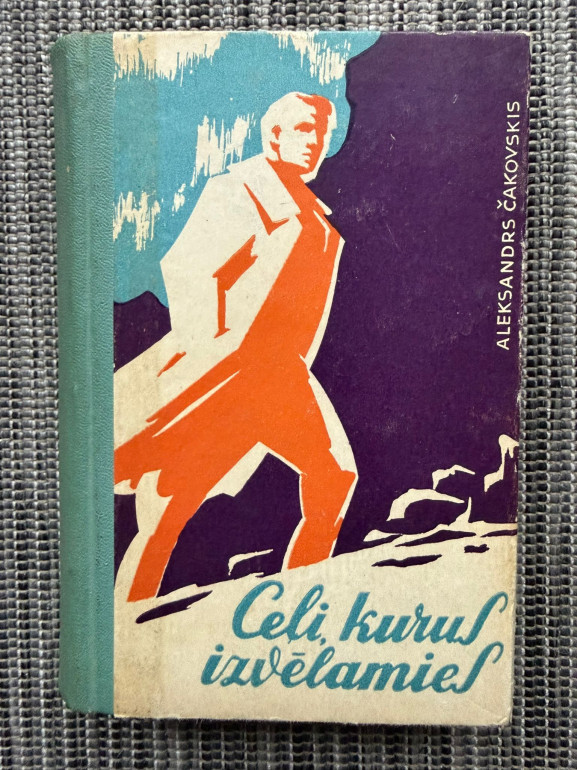 ALEKSANDRS ČAKOVSKIS
Ceļi, kurus
izvēlamies